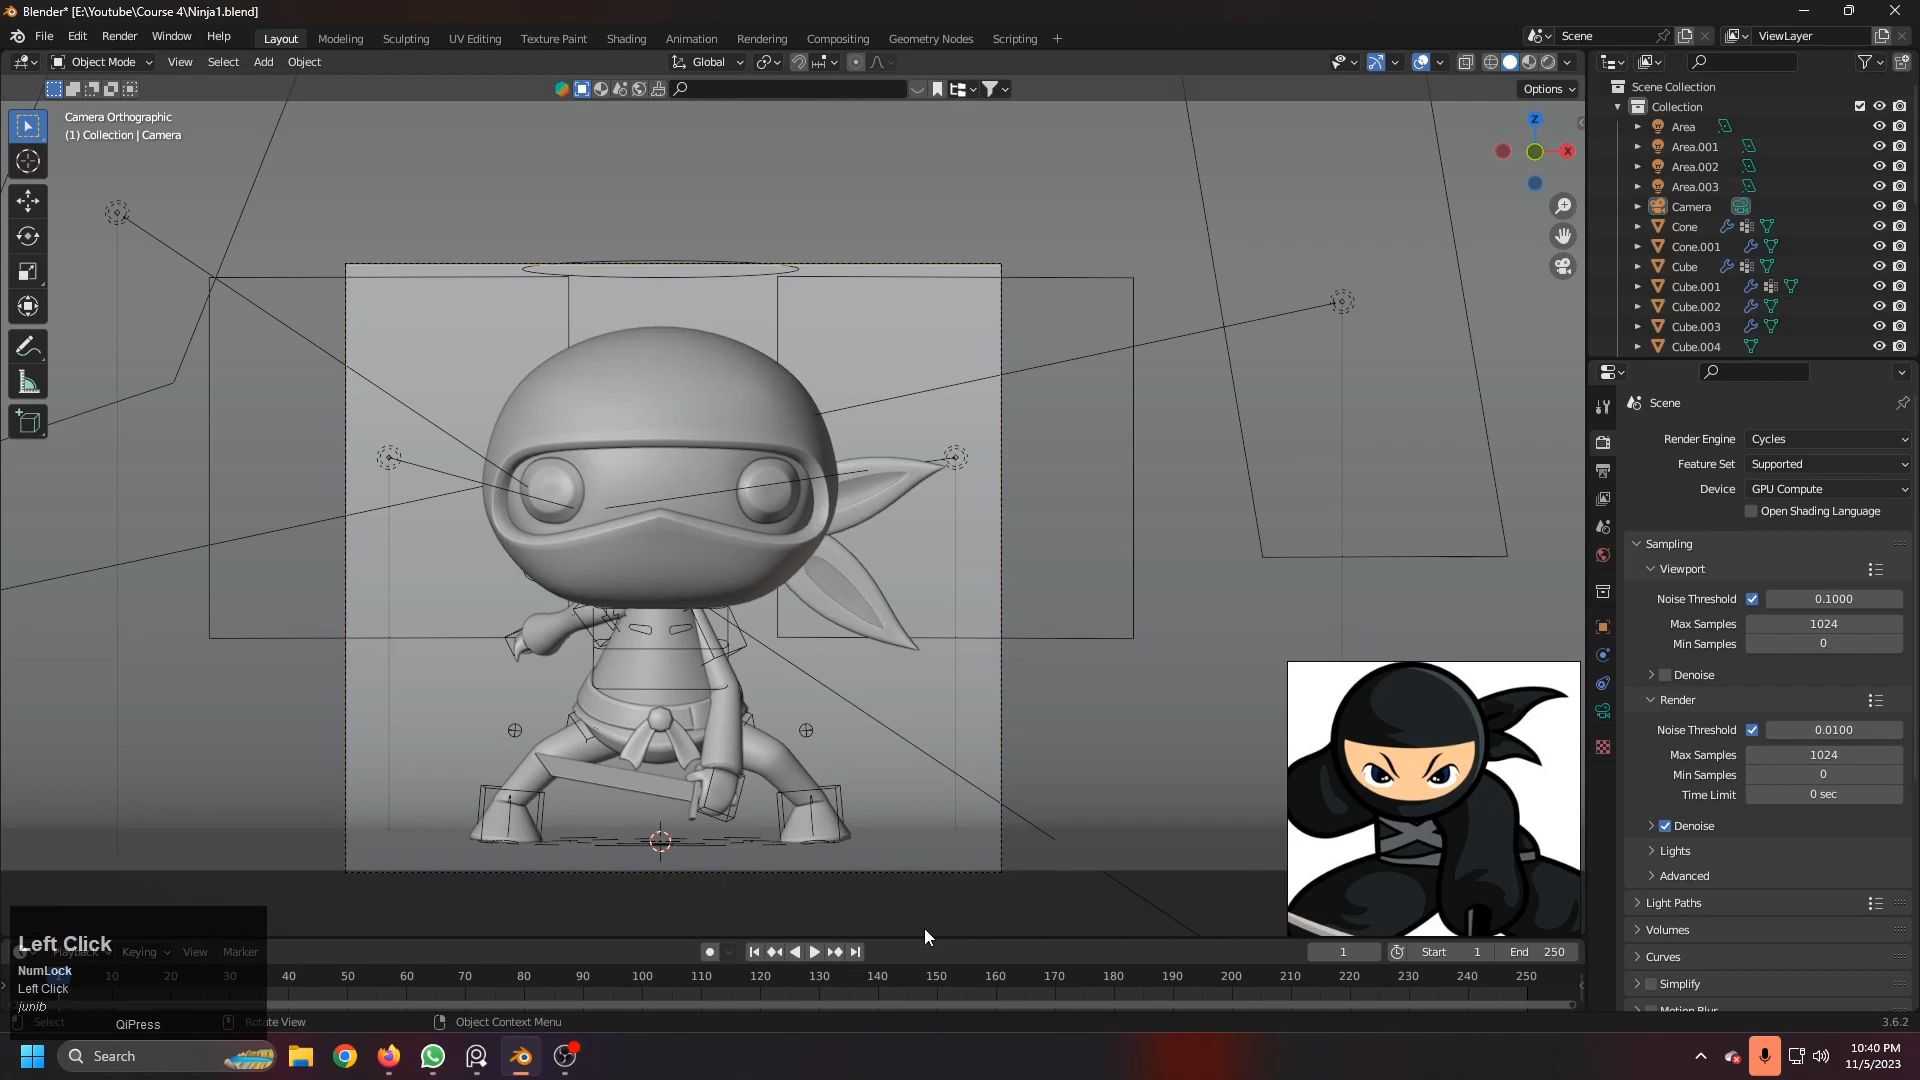 Blender* [E:\Youtube\Course 4\Ninja1.blend]
File Edit Render Window Help Layout Modeling Sculpting UV Editing Texture Paint Shading Animation Rendering Compositing Geometry Nodes Scripting Scene ViewLayer
Object Mode View Select Add Object Global
Options
Camera Orthographic
(1) Collection | Camera
Z
X
Scene Collection
Collection
Area
Area.001
Area.002
Area.003
Camera
Cone
Cone.001
Cube
Cube.001
Cube.002
Cube.003
Cube.004
Scene
Render Engine Cycles
Feature Set Supported
Device GPU Compute
Open Shading Language
Sampling
Viewport
Noise Threshold 0.1000
Max Samples 1024
Min Samples 0
Denoise
Render
Noise Threshold 0.0100
Max Samples 1024
Min Samples 0
Time Limit 0 sec
Denoise
Lights
Advanced
Light Paths
Volumes
Curves
Simplify
Motion Blur
Left Click
Playback Keying View Marker
1 Start 1 End 250
NumLock
Left Click
junib
QiPress
1 10 20 30 40 50 60 70 80 90 100 110 120 130 140 150 160 170 180 190 200 210 220 230 240 250
Select Rotate View Object Context Menu
3.6.2
Search
10:40 PM
11/5/2023